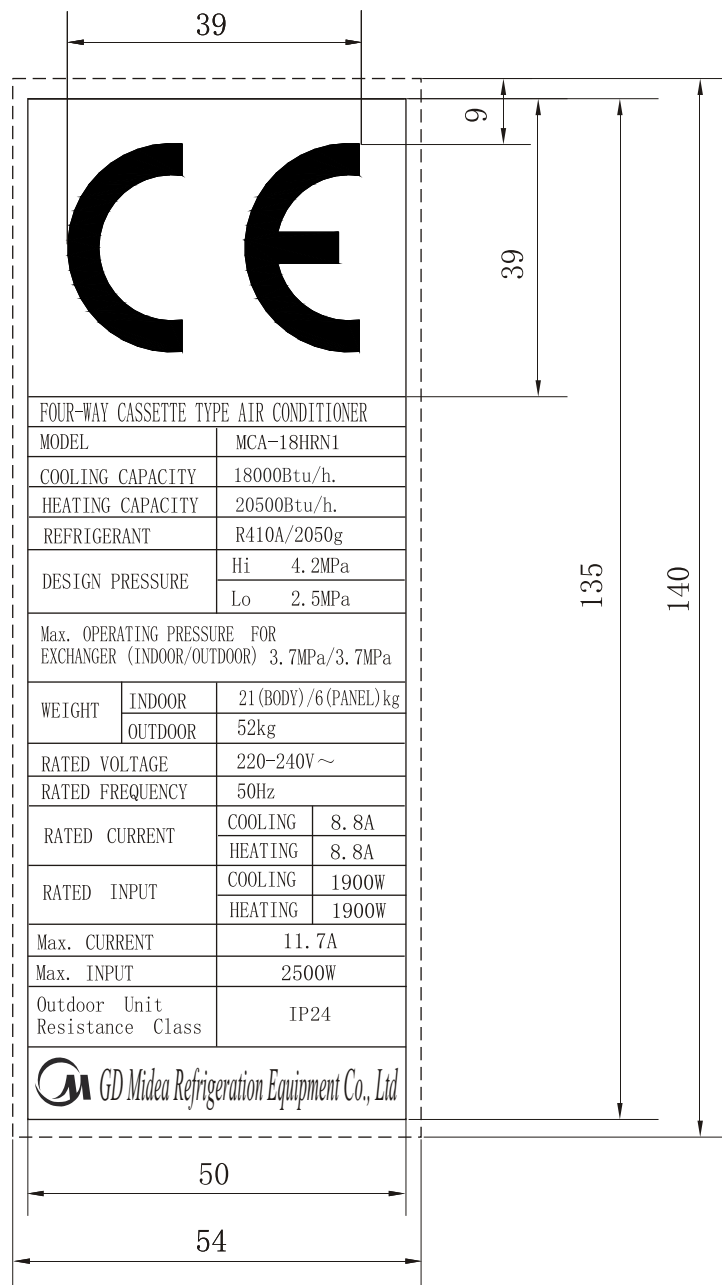 39
9
39
135
140
CE
FOUR-WAY CASSETTE TYPE AIR CONDITIONER
MODEL MCA-18HRN1
COOLING CAPACITY 18000Btu/h.
HEATING CAPACITY 20500Btu/h.
REFRIGERANT R410A/2050g
DESIGN PRESSURE
Hi 4.2MPa
Lo 2.5MPa
Max. OPERATING PRESSURE FOR
EXCHANGER (INDOOR/OUTDOOR) 3.7MPa/3.7MPa
WEIGHT
INDOOR 21(BODY)/6(PANEL)kg
OUTDOOR 52kg
RATED VOLTAGE 220-240V～
RATED FREQUENCY 50Hz
RATED CURRENT
COOLING 8.8A
HEATING 8.8A
RATED INPUT
COOLING 1900W
HEATING 1900W
Max. CURRENT 11.7A
Max. INPUT 2500W
Outdoor Unit
Resistance Class IP24
GD Midea Refrigeration Equipment Co., Ltd
50
54